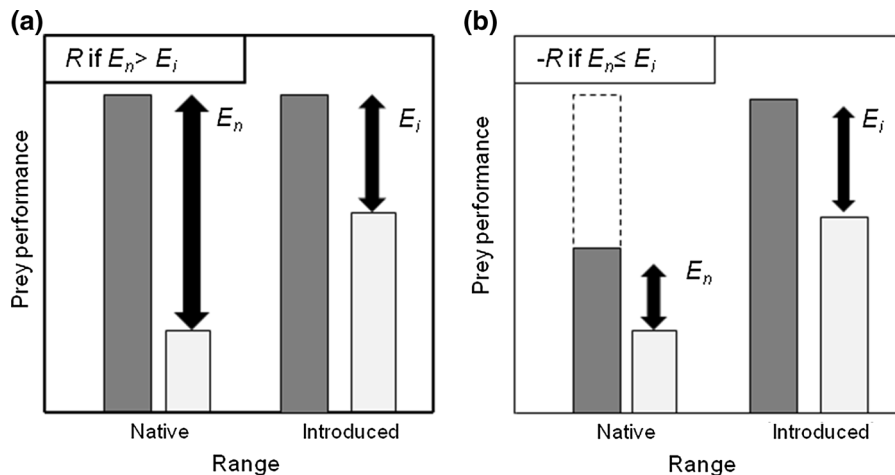 (a)
R if Eₙ > Eᵢ
Eₙ
Eᵢ
Prey performance
Native
Introduced
Range
(b)
-R if Eₙ ≤ Eᵢ
Eᵢ
Eₙ
Prey performance
Native
Introduced
Range